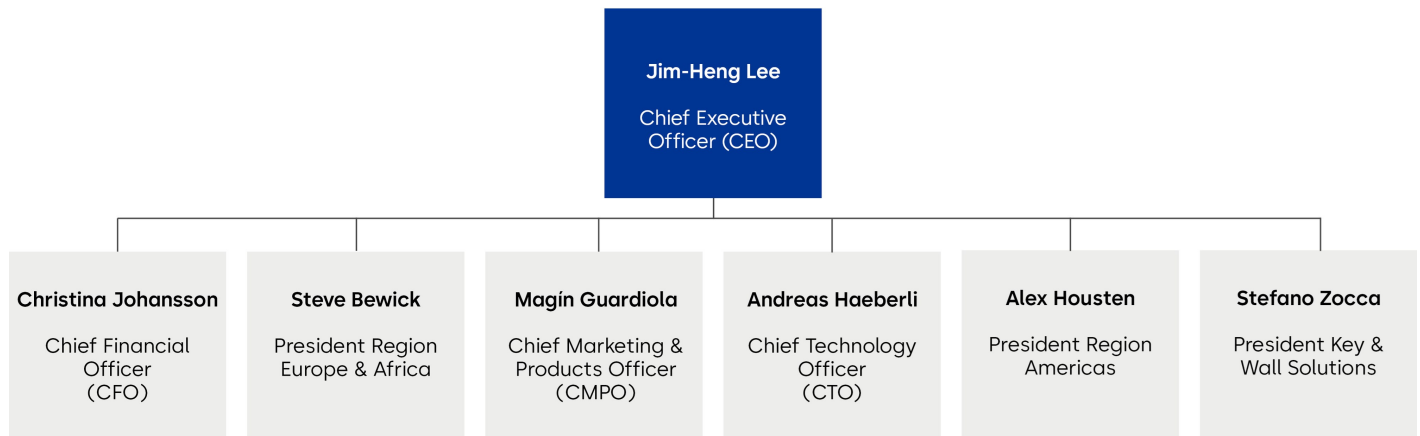 Jim-Heng Lee
Chief Executive
Officer (CEO)
Christina Johansson
Chief Financial
Officer
(CFO)
Steve Bewick
President Region
Europe & Africa
Magín Guardiola
Chief Marketing &
Products Officer
(CMPO)
Andreas Haeberli
Chief Technology
Officer
(CTO)
Alex Housten
President Region
Americas
Stefano Zocca
President Key &
Wall Solutions